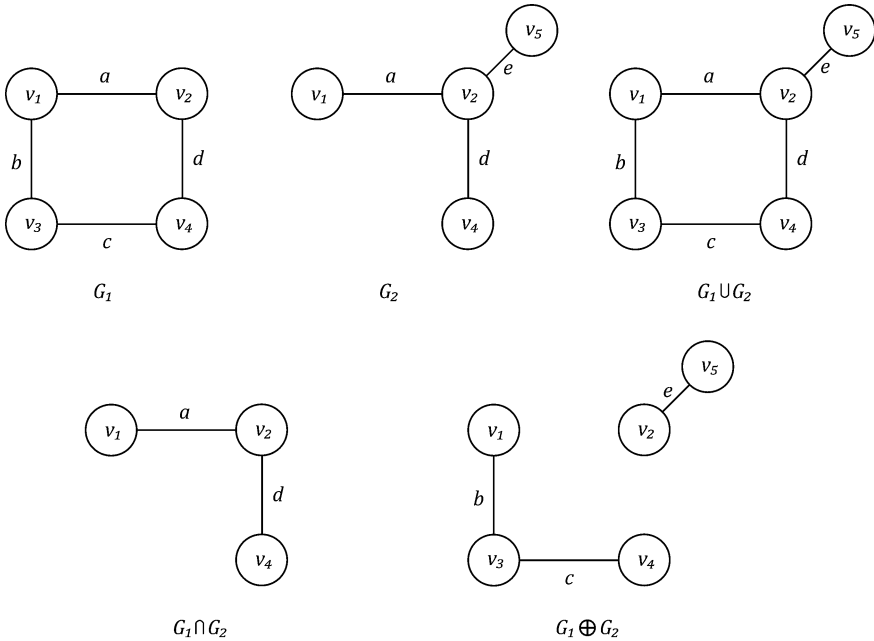 v₅ v₅
a a e a e
v₁ v₂ v₁ v₂ v₁ v₂
b d d b d
v₃ v₄ v₄ v₃ v₄
c c
G₁ G₂ G₁∪G₂
v₅
a e
v₁ v₂ v₁ v₂
d b
v₄ v₃ v₄
c
G₁∩G₂ G₁⊕G₂